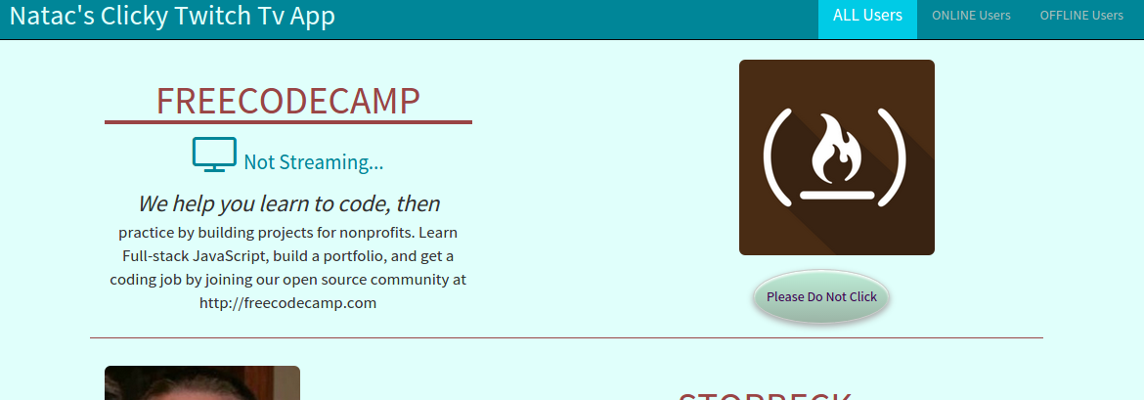 Natac's Clicky Twitch Tv App
ALL Users
ONLINE Users
OFFLINE Users
FREECODECAMP
Not Streaming...
We help you learn to code, then
practice by building projects for nonprofits. Learn
Full-stack JavaScript, build a portfolio, and get a
coding job by joining our open source community at
http://freecodecamp.com
Please Do Not Click